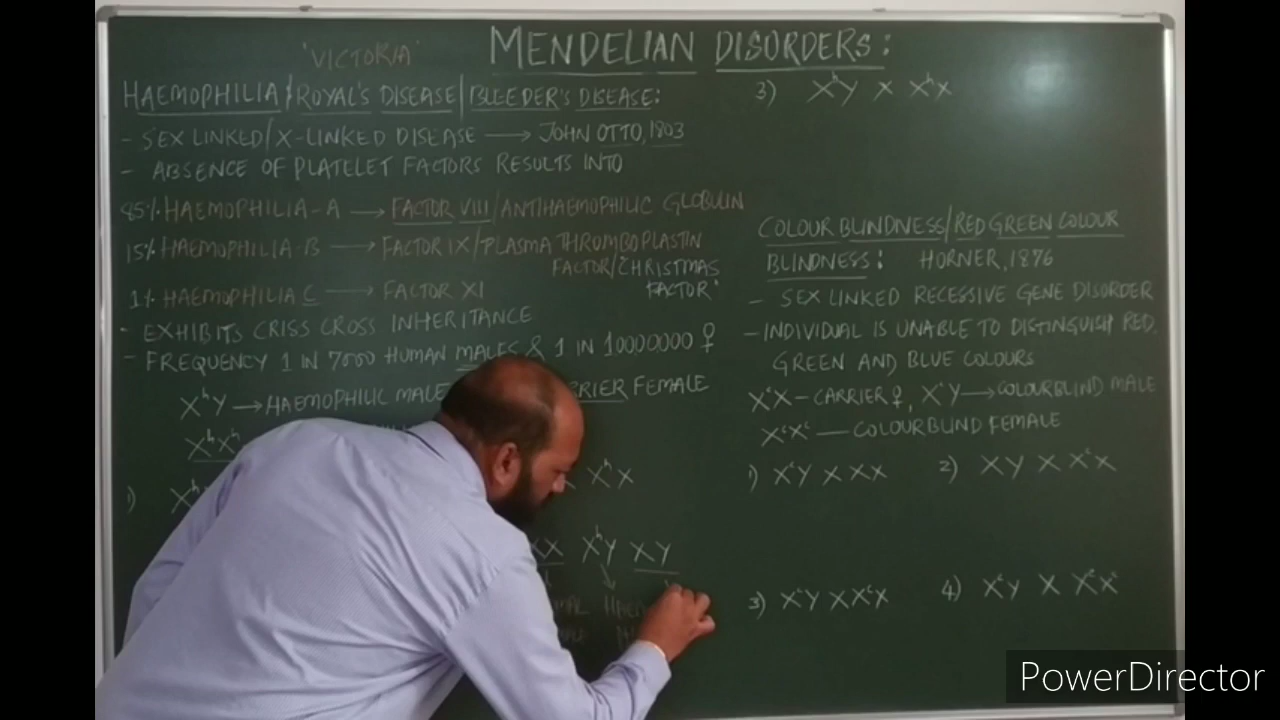 'VICTORIA'
MENDELIAN DISORDERS:
HAEMOPHILIA/ROYAL'S DISEASE/BLEEDER'S DISEASE:
- SEX LINKED/X-LINKED DISEASE → JOHN OTTO, 1803
- ABSENCE OF PLATELET FACTORS RESULTS INTO
85% HAEMOPHILIA-A → FACTOR VIII/ANTIHAEMOPHILIC GLOBULIN
15% HAEMOPHILIA-B → FACTOR IX/PLASMA THROMBOPLASTIN
FACTOR/'CHRISTMAS
FACTOR'
1% HAEMOPHILIA C → FACTOR XI
- EXHIBITS CRISS CROSS INHERITANCE
- FREQUENCY 1 IN 7000 HUMAN MALES & 1 IN 10000000 ♀
XʰY → HAEMOPHILIC MALE FEMALE
XʰXʰ
1)
XʰX
XX XʰY XY
3) XʰY X XʰX
COLOUR BLINDNESS/RED GREEN COLOUR
BLINDNESS: HORNER, 1876
- SEX LINKED RECESSIVE GENE DISORDER
- INDIVIDUAL IS UNABLE TO DISTINGUISH RED,
GREEN AND BLUE COLOURS
XᶜX - CARRIER ♀, XᶜY → COLOURBLIND MALE
XᶜXᶜ — COLOURBLIND FEMALE
1) XᶜY X XX
2) XY X XᶜX
3) XᶜY X XᶜX
4) XᶜY X XᶜXᶜ
PowerDirector